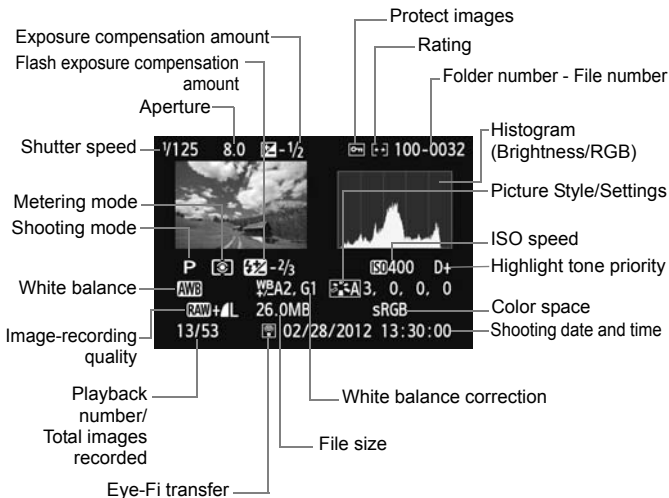 Protect images
Exposure compensation amount
Rating
Flash exposure compensation
amount
Folder number - File number
Aperture
Histogram
(Brightness/RGB)
Shutter speed
1/125 8.0 -1/2 100-0032
Picture Style/Settings
Metering mode
Shooting mode
ISO speed
P -2/3 ISO400 D+
Highlight tone priority
White balance
AWB WB+/-A2, G1 A3, 0, 0, 0
Color space
RAW+L 26.0MB sRGB
Image-recording
quality
13/53 02/28/2012 13:30:00
Shooting date and time
Playback
number/
Total images
recorded
White balance correction
File size
Eye-Fi transfer